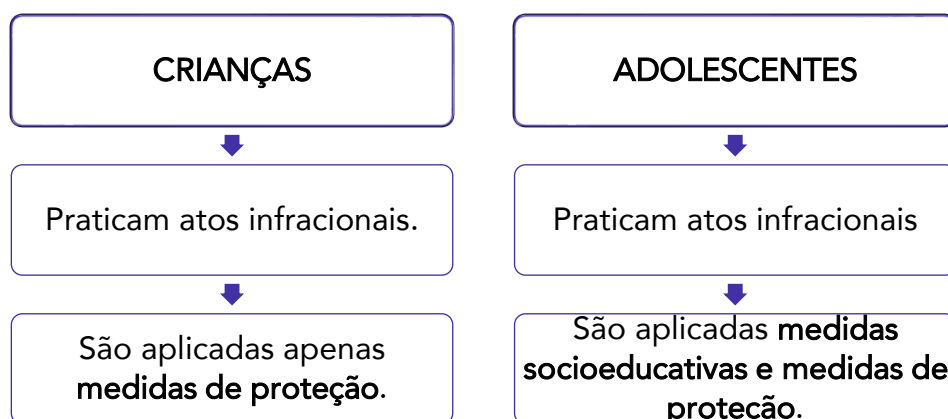 CRIANÇAS
Praticam atos infracionais.
São aplicadas apenas
medidas de proteção.
ADOLESCENTES
Praticam atos infracionais
São aplicadas medidas
socioeducativas e medidas de
proteção.